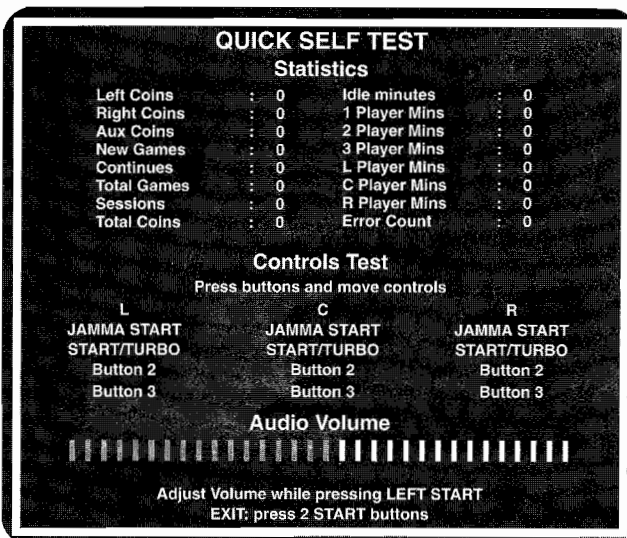 QUICK SELF TEST
Statistics
Left Coins : 0 Idle minutes : 0
Right Coins : 0 1 Player Mins : 0
Aux Coins : 0 2 Player Mins : 0
New Games : 0 3 Player Mins : 0
Continues : 0 L Player Mins : 0
Total Games : 0 C Player Mins : 0
Sessions : 0 R Player Mins : 0
Total Coins : 0 Error Count : 0
Controls Test
Press buttons and move controls
L C R
JAMMA START JAMMA START JAMMA START
START/TURBO START/TURBO START/TURBO
Button 2 Button 2 Button 2
Button 3 Button 3 Button 3
Audio Volume
Adjust Volume while pressing LEFT START
EXIT: press 2 START buttons